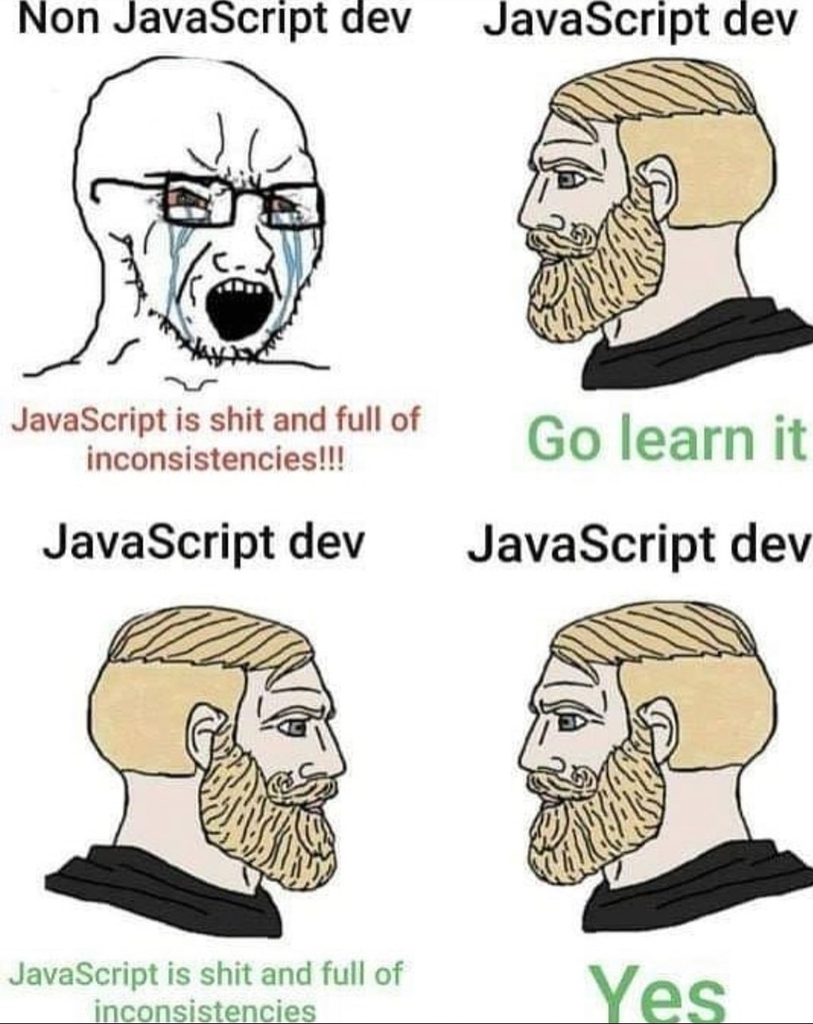 Non JavaScript dev
JavaScript dev
JavaScript is shit and full of
inconsistencies!!!
Go learn it
JavaScript dev
JavaScript dev
JavaScript is shit and full of
inconsistencies
Yes